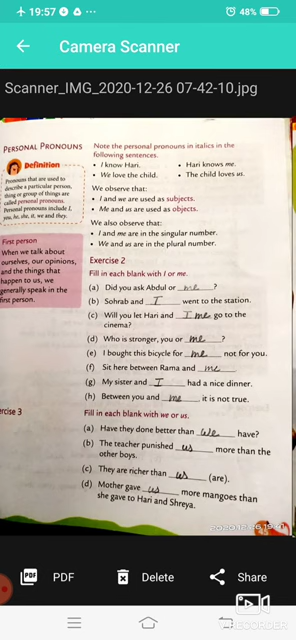 19:57
48%
Camera Scanner
Scanner_IMG_2020-12-26 07-42-10.jpg
PERSONAL PRONOUNS
Definition
Pronouns that are used to
describe a particular person,
thing or group of things are
called personal pronouns.
Personal pronouns include I,
you, he, she, it, we and they.
First person
When we talk about
ourselves, our opinions,
and the things that
happen to us, we
generally speak in the
first person.
Note the personal pronouns in italics in the
following sentences.
• I know Hari.
• Hari knows me.
• We love the child.
• The child loves us.
We observe that:
• I and we are used as subjects.
• Me and us are used as objects.
We also observe that:
• I and me are in the singular number.
• We and us are in the plural number.
Exercise 2
Fill in each blank with I or me.
(a) Did you ask Abdul or me ?
(b) Sohrab and I went to the station.
(c) Will you let Hari and I me go to the
cinema?
(d) Who is stronger, you or me ?
(e) I bought this bicycle for me not for you.
(f) Sit here between Rama and me
(g) My sister and I had a nice dinner.
(h) Between you and me, it is not true.
rcise 3
Fill in each blank with we or us.
(a) Have they done better than we have?
(b) The teacher punished us more than the
other boys.
(c) They are richer than us (are).
(d) Mother gave us more mangoes than
she gave to Hari and Shreya.
PDF
PDF
Delete
Share
RECORDER